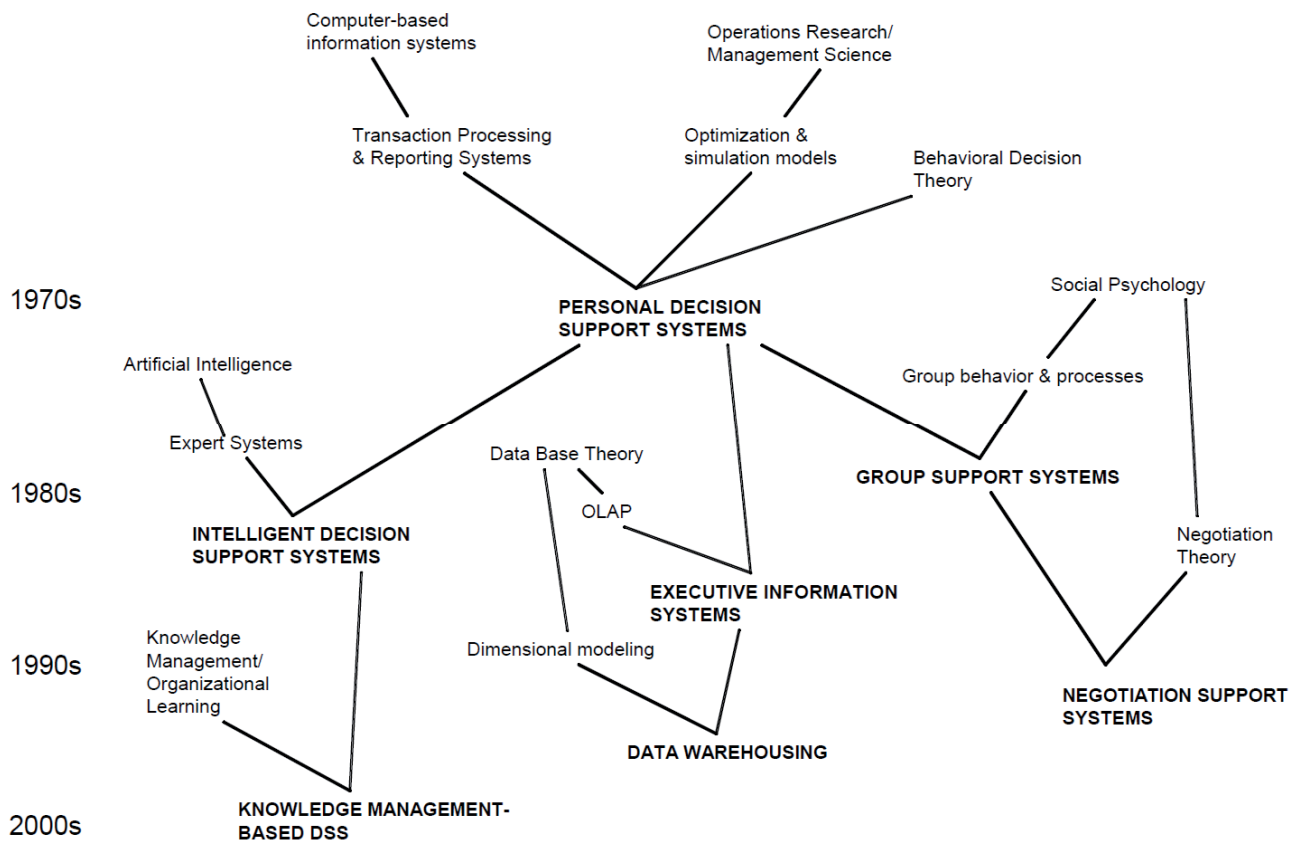 Computer-based
information systems
Operations Research/
Management Science
Transaction Processing
& Reporting Systems
Optimization &
simulation models
Behavioral Decision
Theory
1970s
PERSONAL DECISION
SUPPORT SYSTEMS
Social Psychology
Artificial Intelligence
Group behavior & processes
Expert Systems
Data Base Theory
GROUP SUPPORT SYSTEMS
1980s
OLAP
INTELLIGENT DECISION
SUPPORT SYSTEMS
Negotiation
Theory
EXECUTIVE INFORMATION
SYSTEMS
Knowledge
Management/
Organizational
Learning
Dimensional modeling
1990s
NEGOTIATION SUPPORT
SYSTEMS
DATA WAREHOUSING
KNOWLEDGE MANAGEMENT-
BASED DSS
2000s